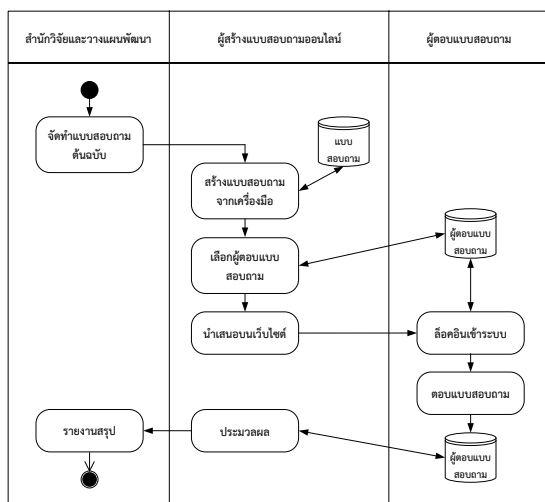 สำนักวิจัยและวางแผนพัฒนา
ผู้สร้างแบบสอบถามออนไลน์
ผู้ตอบแบบสอบถาม
จัดทำแบบสอบถาม
ต้นฉบับ
แบบ
สอบถาม
สร้างแบบสอบถาม
จากเครื่องมือ
ผู้ตอบแบบ
สอบถาม
เลือกผู้ตอบแบบ
สอบถาม
นำเสนอบนเว็บไซต์
ล็อคอินเข้าระบบ
ตอบแบบสอบถาม
รายงานสรุป
ประมวลผล
ผู้ตอบแบบ
สอบถาม